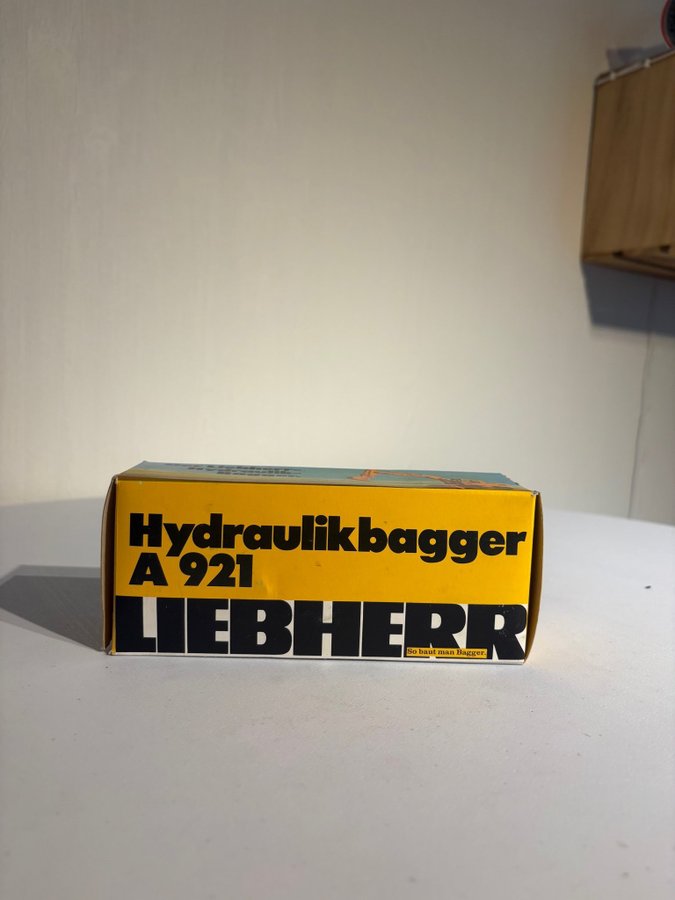 Hydraulikbagger
A 921
LIEBHERR
So baut man Bagger.